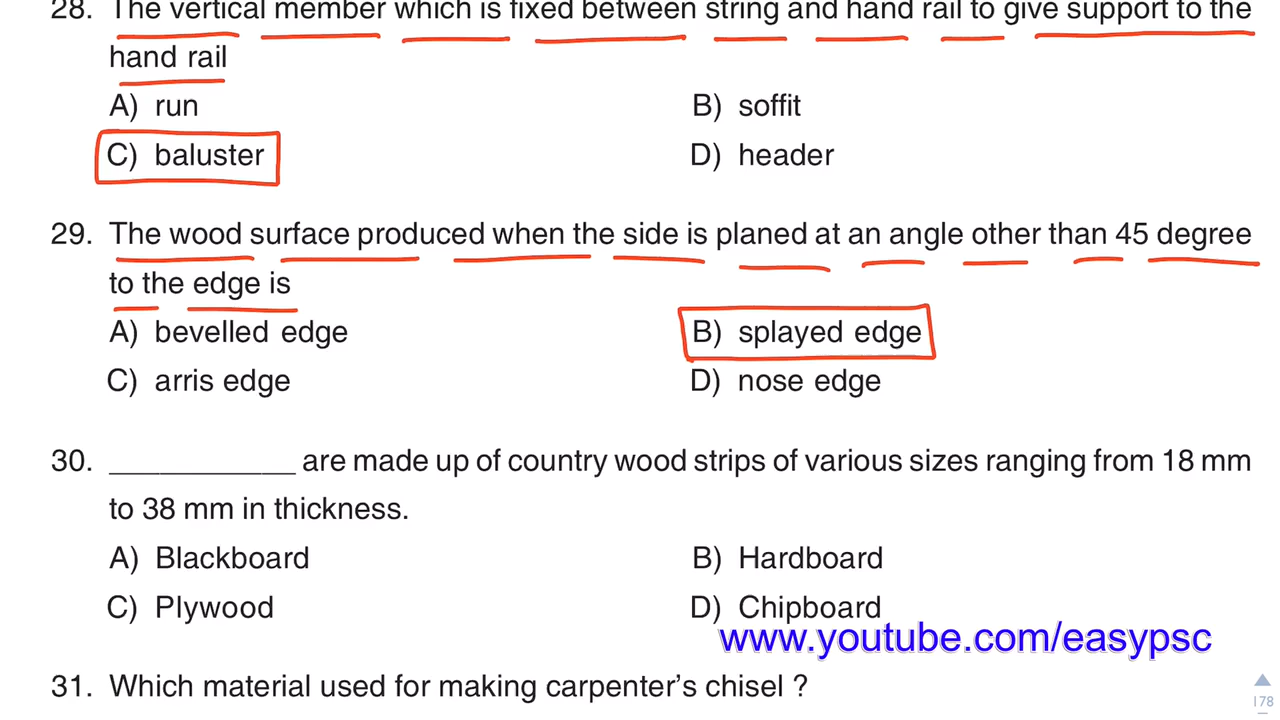 28. The vertical member which is fixed between string and hand rail to give support to the
hand rail
A) run
B) soffit
C) baluster
D) header
29. The wood surface produced when the side is planed at an angle other than 45 degree
to the edge is
A) bevelled edge
B) splayed edge
C) arris edge
D) nose edge
30. ___________ are made up of country wood strips of various sizes ranging from 18 mm
to 38 mm in thickness.
A) Blackboard
B) Hardboard
C) Plywood
D) Chipboard
www.youtube.com/easypsc
31. Which material used for making carpenter's chisel ?
178